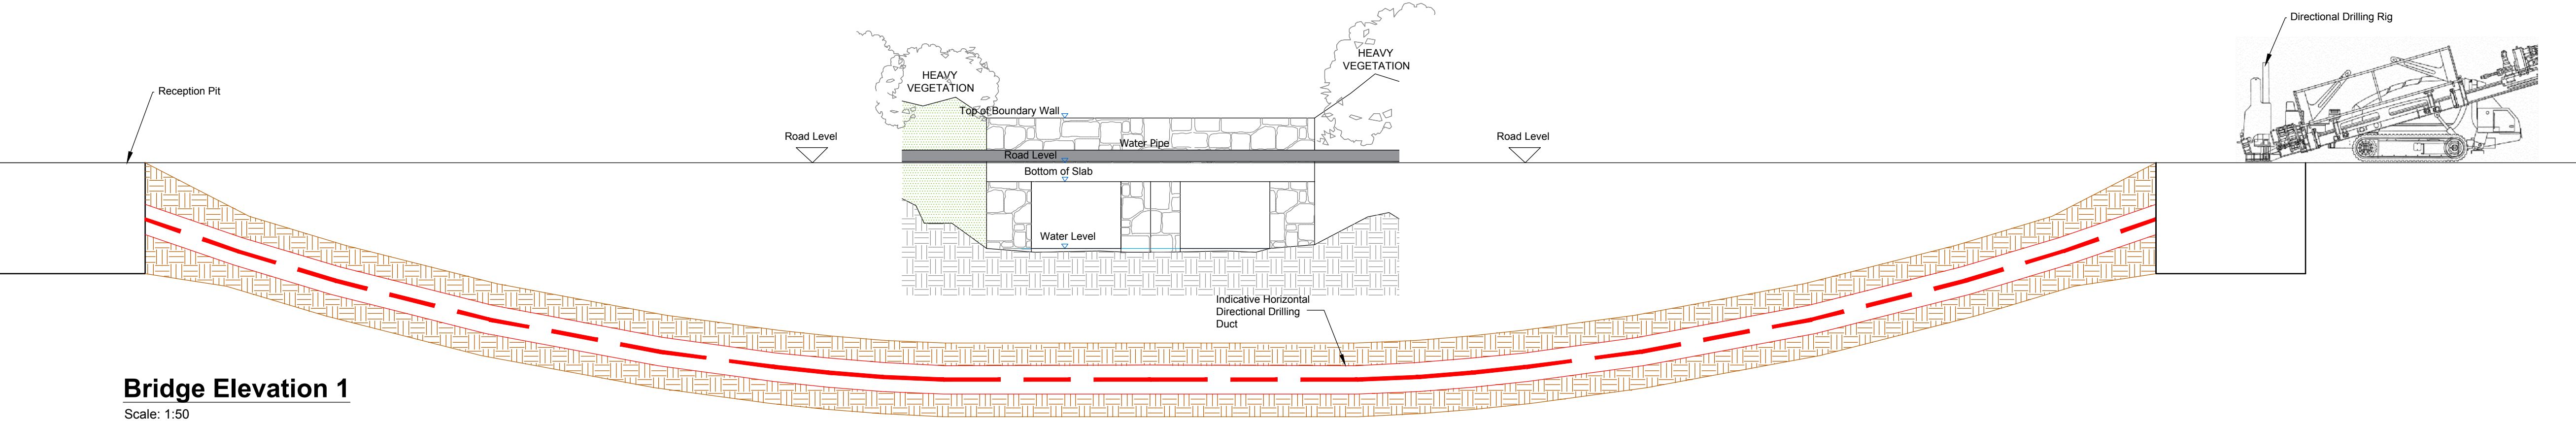 Directional Drilling Rig
HEAVY
VEGETATION
HEAVY
VEGETATION
Reception Pit
Top of Boundary Wall
Road Level
Road Level
Water Pipe
Road Level
Bottom of Slab
Water Level
Indicative Horizontal
Directional Drilling
Duct
Bridge Elevation 1
Scale: 1:50